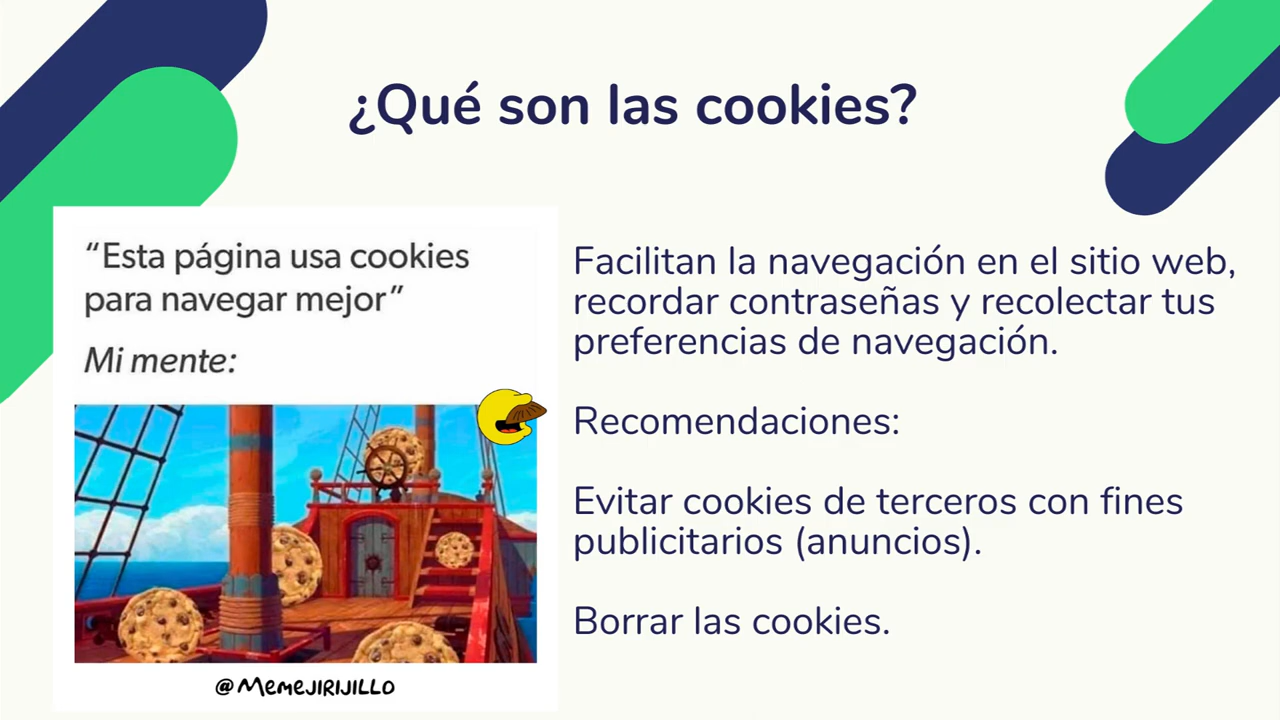 ¿Qué son las cookies?
“Esta página usa cookies
para navegar mejor”
Mi mente:
@MEMEJIRIJILLO
Facilitan la navegación en el sitio web,
recordar contraseñas y recolectar tus
preferencias de navegación.
Recomendaciones:
Evitar cookies de terceros con fines
publicitarios (anuncios).
Borrar las cookies.